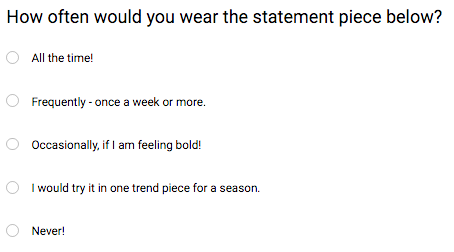 How often would you wear the statement piece below?
All the time!
Frequently - once a week or more.
Occasionally, if I am feeling bold!
I would try it in one trend piece for a season.
Never!